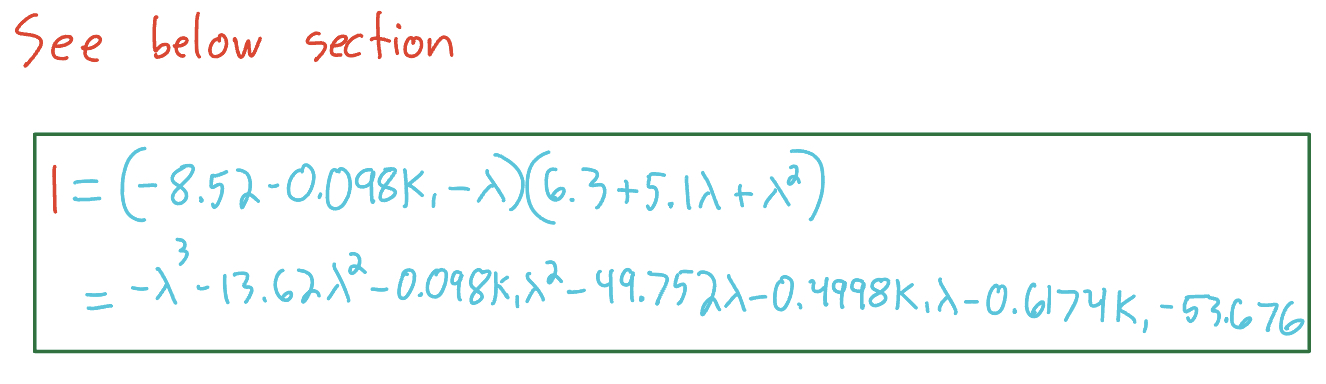 See below section
1 = (-8.52-0.098K₁-λ)(6.3+5.1λ+λ²)
= -λ³-13.62λ²-0.098K₁λ²-49.752λ-0.4998K₁λ-0.6174K₁-53.676